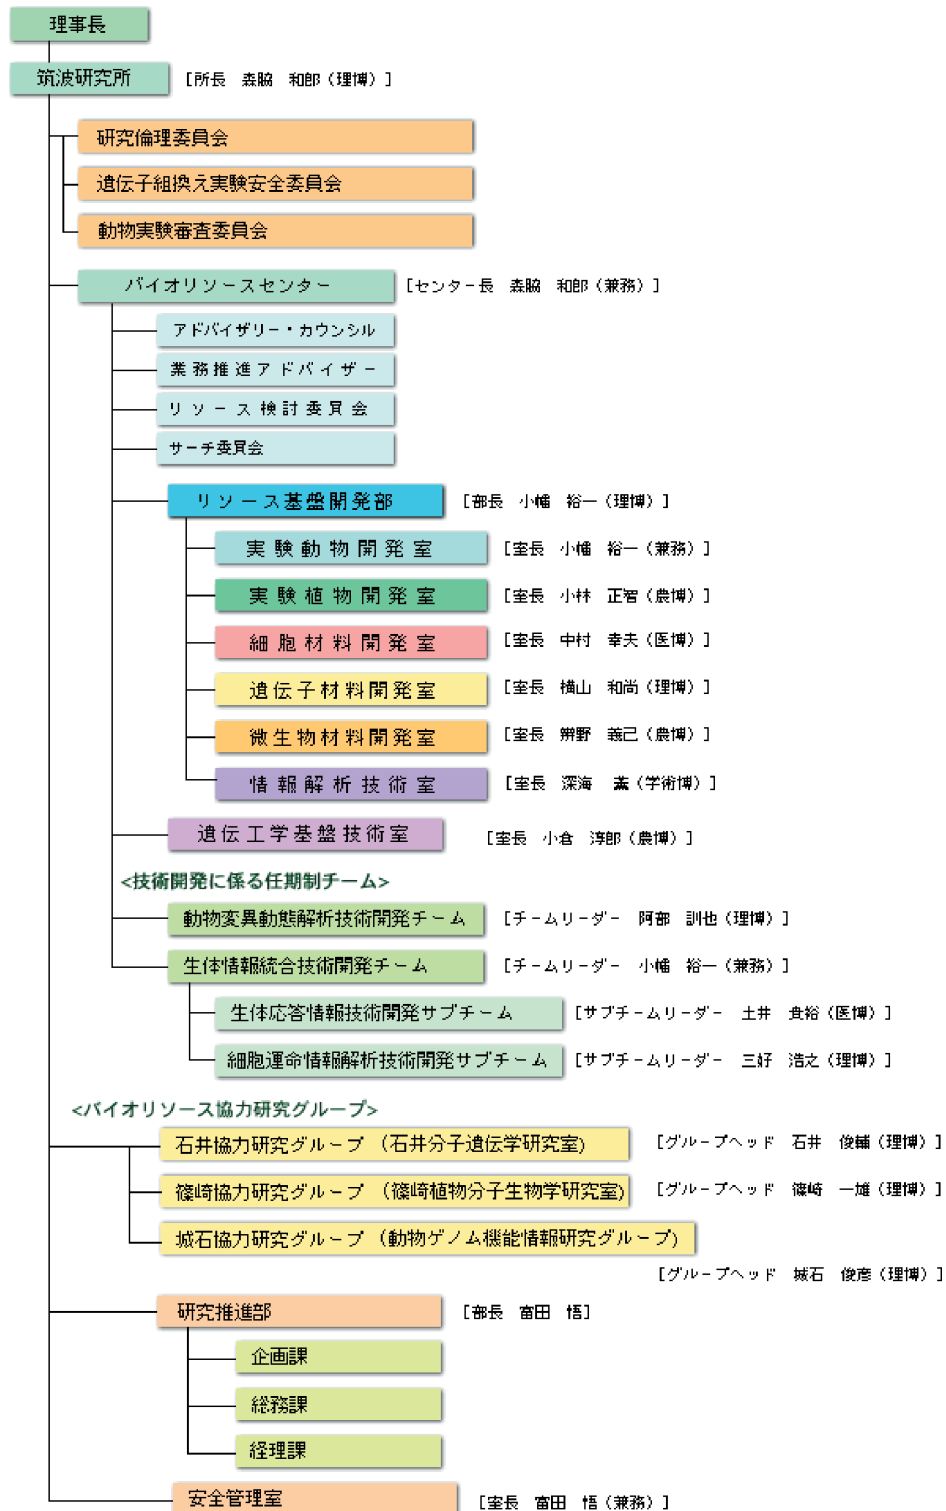 理事長
筑波研究所 [所長 森脇 和郎（理博）]
研究倫理委員会
遺伝子組換え実験安全委員会
動物実験審査委員会
バイオリソースセンター [センター長 森脇 和郎（兼務）]
アドバイザリー・カウンシル
業務推進アドバイザー
リソース検討委員会
サーチ委員会
リソース基盤開発部 [部長 小幡 裕一（理博）]
実験動物開発室 [室長 小幡 裕一（兼務）]
実験植物開発室 [室長 小林 正智（農博）]
細胞材料開発室 [室長 中村 幸夫（医博）]
遺伝子材料開発室 [室長 横山 和尚（理博）]
微生物材料開発室 [室長 辨野 義己（農博）]
情報解析技術室 [室長 深海 薫（学術博）]
遺伝工学基盤技術室 [室長 小倉 淳郎（農博）]
<技術開発に係る任期制チーム>
動物変異動態解析技術開発チーム [チームリーダー 阿部 訓也（理博）]
生体情報統合技術開発チーム [チームリーダー 小幡 裕一（兼務）]
生体応答情報技術開発サブチーム [サブチームリーダー 土井 貴裕（医博）]
細胞運命情報解析技術開発サブチーム [サブチームリーダー 三好 浩之（理博）]
<バイオリソース協力研究グループ>
石井協力研究グループ （石井分子遺伝学研究室) [グループヘッド 石井 俊輔（理博）]
篠崎協力研究グループ （篠崎植物分子生物学研究室) [グループヘッド 篠崎 一雄（理博）]
城石協力研究グループ （動物ゲノム機能情報研究グループ)
[グループヘッド 城石 俊彦（理博）]
研究推進部 [部長 富田 悟]
企画課
総務課
経理課
安全管理室 [室長 富田 悟（兼務）]